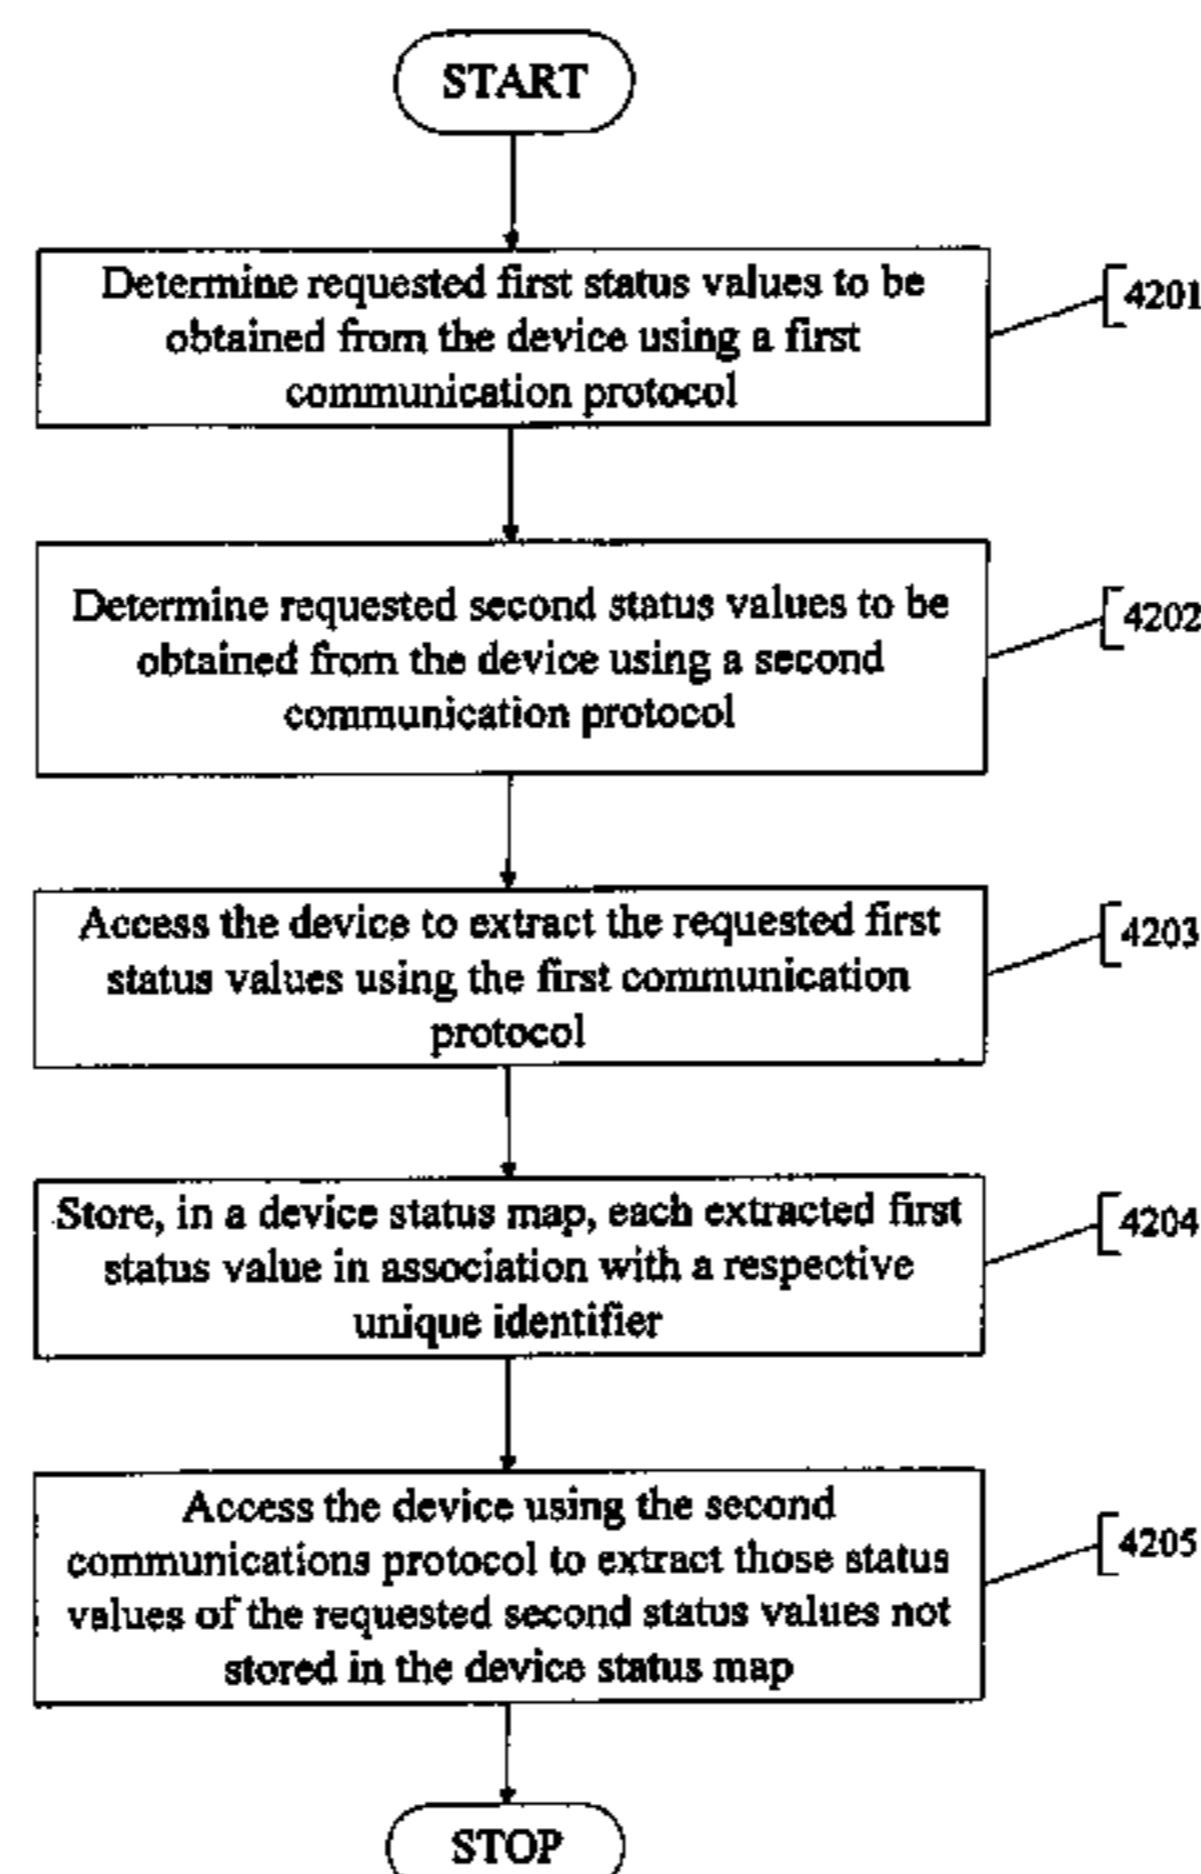 START
Determine requested first status values to be
obtained from the device using a first
communication protocol
4201
Determine requested second status values to be
obtained from the device using a second
communication protocol
4202
Access the device to extract the requested first
status values using the first communication
protocol
4203
Store, in a device status map, each extracted first
status value in association with a respective
unique identifier
4204
Access the device using the second
communications protocol to extract those status
values of the requested second status values not
stored in the device status map
4205
STOP